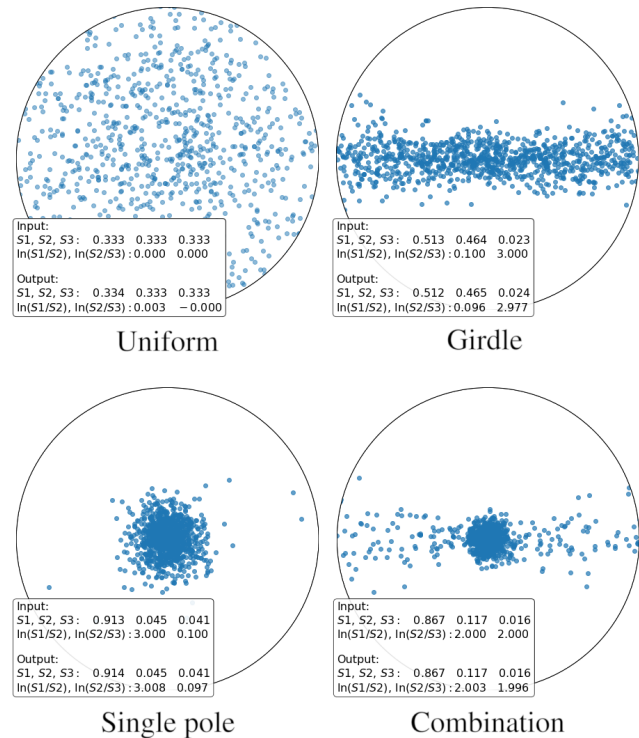 Input:
S1, S2, S3: 0.333 0.333 0.333
ln(S1/S2), ln(S2/S3): 0.000 0.000
Output:
S1, S2, S3: 0.334 0.333 0.333
ln(S1/S2), ln(S2/S3): 0.003 −0.000
Uniform
Input:
S1, S2, S3: 0.513 0.464 0.023
ln(S1/S2), ln(S2/S3): 0.100 3.000
Output:
S1, S2, S3: 0.512 0.465 0.024
ln(S1/S2), ln(S2/S3): 0.096 2.977
Girdle
Input:
S1, S2, S3: 0.913 0.045 0.041
ln(S1/S2), ln(S2/S3): 3.000 0.100
Output:
S1, S2, S3: 0.914 0.045 0.041
ln(S1/S2), ln(S2/S3): 3.008 0.097
Single pole
Input:
S1, S2, S3: 0.867 0.117 0.016
ln(S1/S2), ln(S2/S3): 2.000 2.000
Output:
S1, S2, S3: 0.867 0.117 0.016
ln(S1/S2), ln(S2/S3): 2.003 1.996
Combination